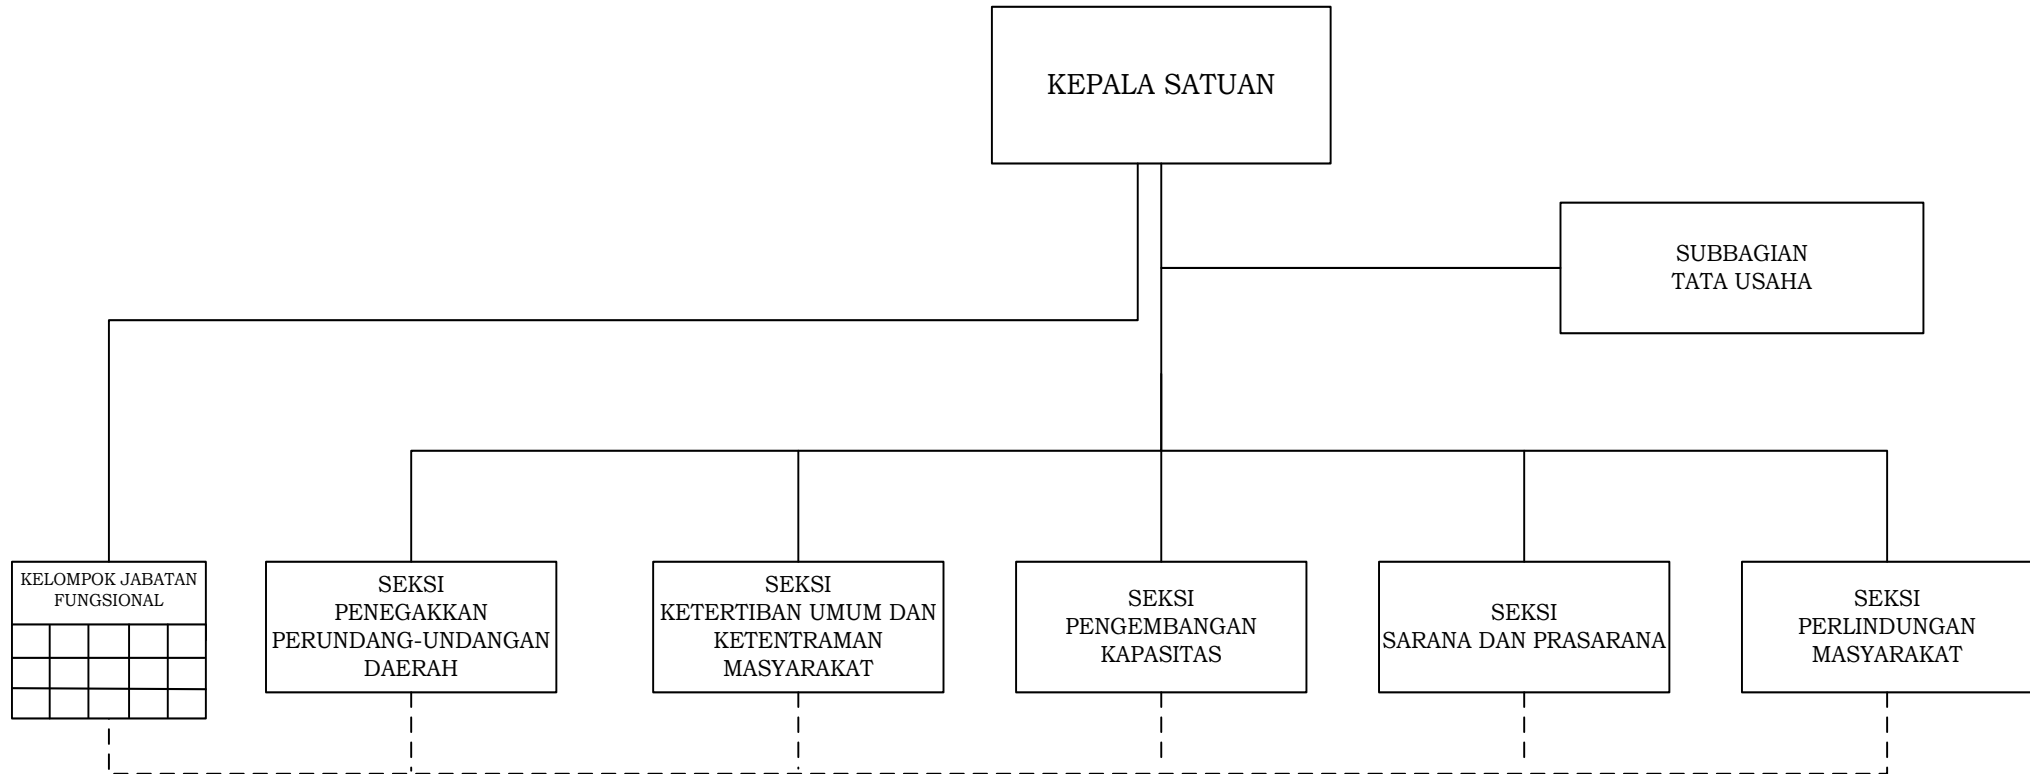 KEPALA SATUAN
SUBBAGIAN
TATA USAHA
KELOMPOK JABATAN
FUNGSIONAL
SEKSI
PENEGAKKAN
PERUNDANG-UNDANGAN
DAERAH
SEKSI
KETERTIBAN UMUM DAN
KETENTRAMAN
MASYARAKAT
SEKSI
PENGEMBANGAN
KAPASITAS
SEKSI
SARANA DAN PRASARANA
SEKSI
PERLINDUNGAN
MASYARAKAT